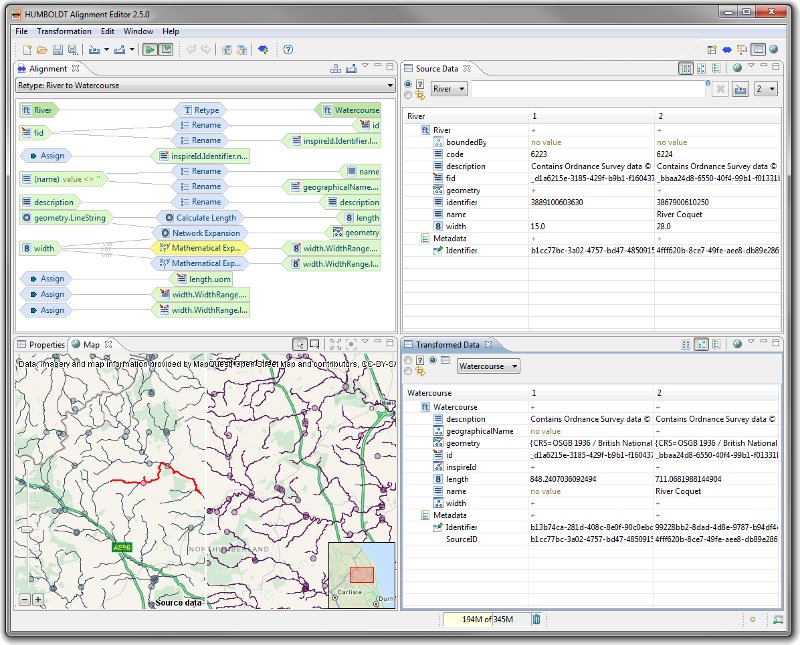 HUMBOLDT Alignment Editor 2.5.0
File Transformation Edit Window Help
Alignment
Retype: River to Watercourse
River Retype Watercourse
fid Rename id
Rename inspireId.Identifier.l...
Assign inspireId.Identifier.n...
(name) value <> '' Rename name
Rename geographicalName....
description Rename description
geometry.LineString Calculate Length length
Network Expansion geometry
width var Mathematical Exp... width.WidthRange....
var Mathematical Exp... width.WidthRange.l...
Assign length.uom
Assign width.WidthRange....
Assign width.WidthRange.l...
Source Data
River 2
River 1 2
River + +
boundedBy no value no value
code 6223 6224
description Contains Ordnance Survey data © Contains Ordnance Survey data ©
fid _d1a6215e-3185-429f-b9b1-f160437 _bbaa24d8-6550-40f4-99b1-f01331b
geometry + +
identifier 3889100603630 3867900610250
name River Coquet
width 15.0 28.0
Metadata + +
Identifier b1cc77bc-3a02-4757-bd47-4850915 4fff620b-8ce7-49fe-aee8-db89e286
Properties Map
Data, imagery and map information provided by MapQuest, OpenStreetMap and contributors, CC-BY-SA
A696
NORTHUMBERLAND
Source data
Carlisle
Durh
Transformed Data
Watercourse
Watercourse 1 2
Watercourse + +
description Contains Ordnance Survey data © Contains Ordnance Survey data ©
geographicalName no value +
geometry {CRS=OSGB 1936 / British National {CRS=OSGB 1936 / British National
id _d1a6215e-3185-429f-b9b1-f160437 _bbaa24d8-6550-40f4-99b1-f01331b
inspireId + +
length 848.2407036092494 711.0681988144904
name no value River Coquet
width + +
Metadata + +
Identifier b13b74ca-281d-408c-8e0f-90c0ebc 99228bb2-8dad-4d8e-9787-b94df4
SourceID b1cc77bc-3a02-4757-bd47-4850915 4fff620b-8ce7-49fe-aee8-db89e286
194M of 345M